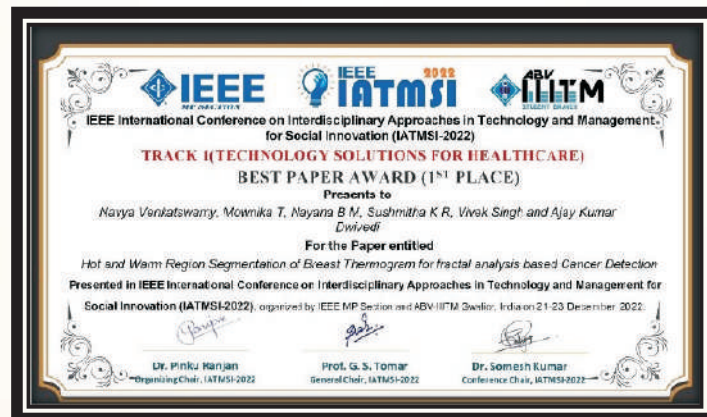 IEEE
MP SECTION
IEEE 2022
IATMSI
ABV
IIITM
STUDENT BRANCH
IEEE International Conference on Interdisciplinary Approaches in Technology and Management
for Social Innovation (IATMSI-2022)
TRACK 1(TECHNOLOGY SOLUTIONS FOR HEALTHCARE)
BEST PAPER AWARD (1ST PLACE)
Presents to
Navya Venkatswamy, Mownika T, Nayana B M, Sushmitha K R, Vivek Singh and Ajay Kumar
Dwivedi
For the Paper entitled
Hot and Warm Region Segmentation of Breast Thermogram for fractal analysis based Cancer Detection
Presented in IEEE International Conference on Interdisciplinary Approaches in Technology and Management for
Social Innovation (IATMSI-2022), organized by IEEE MP Section and ABV-IIITM Gwalior, India on 21-23 December 2022.
Dr. Pinku Ranjan
Prof. G. S. Tomar
Dr. Somesh Kumar
Organizing Chair, IATMSI-2022
General Chair, IATMSI-2022
Conference Chair, IATMSI-2022